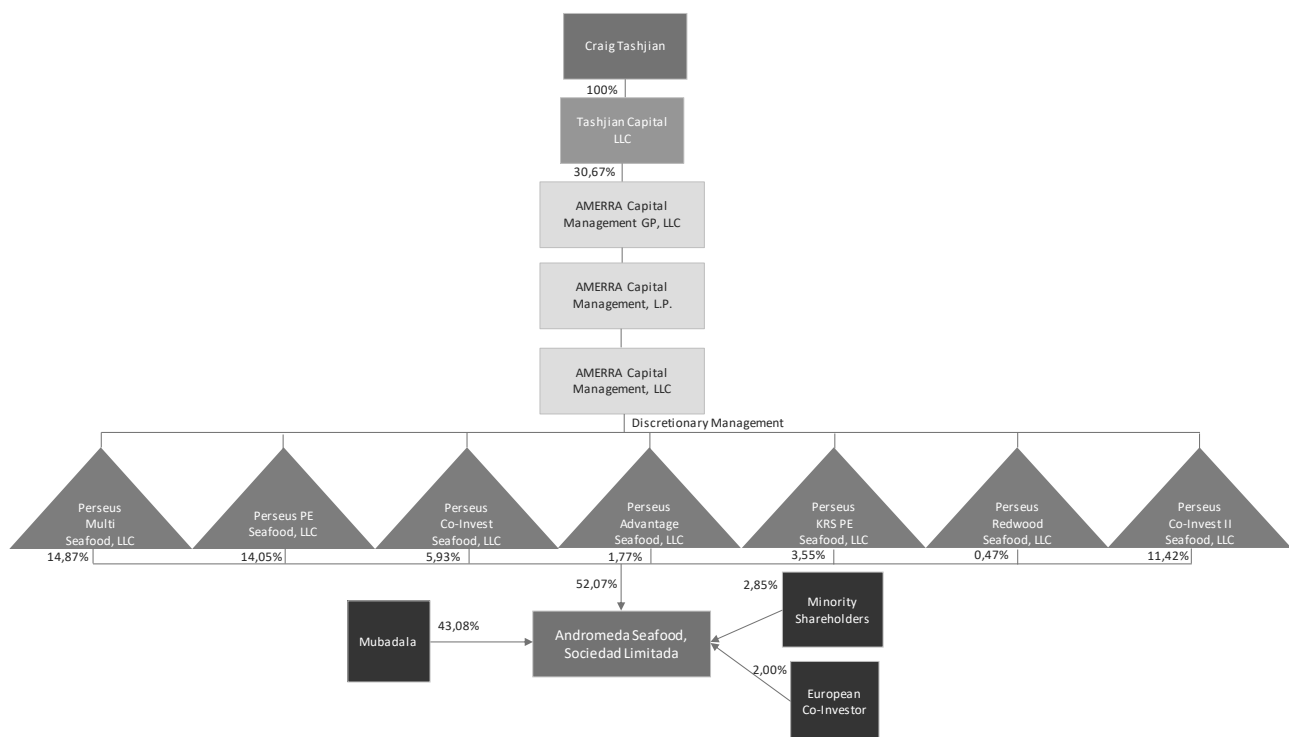 Craig Tashjian
100%
Tashjian Capital
LLC
30,67%
AMERRA Capital
Management GP, LLC
AMERRA Capital
Management, L.P.
AMERRA Capital
Management, LLC
Discretionary Management
Perseus
Multi
Seafood, LLC
Perseus PE
Seafood, LLC
Perseus
Co-Invest
Seafood, LLC
Perseus
Advantage
Seafood, LLC
Perseus
KRS PE
Seafood, LLC
Perseus
Redwood
Seafood, LLC
Perseus
Co-Invest II
Seafood, LLC
14,87%
14,05%
5,93%
1,77%
3,55%
0,47%
11,42%
52,07%
Mubadala
43,08%
Andromeda Seafood,
Sociedad Limitada
2,85%
Minority
Shareholders
2,00%
European
Co-Investor